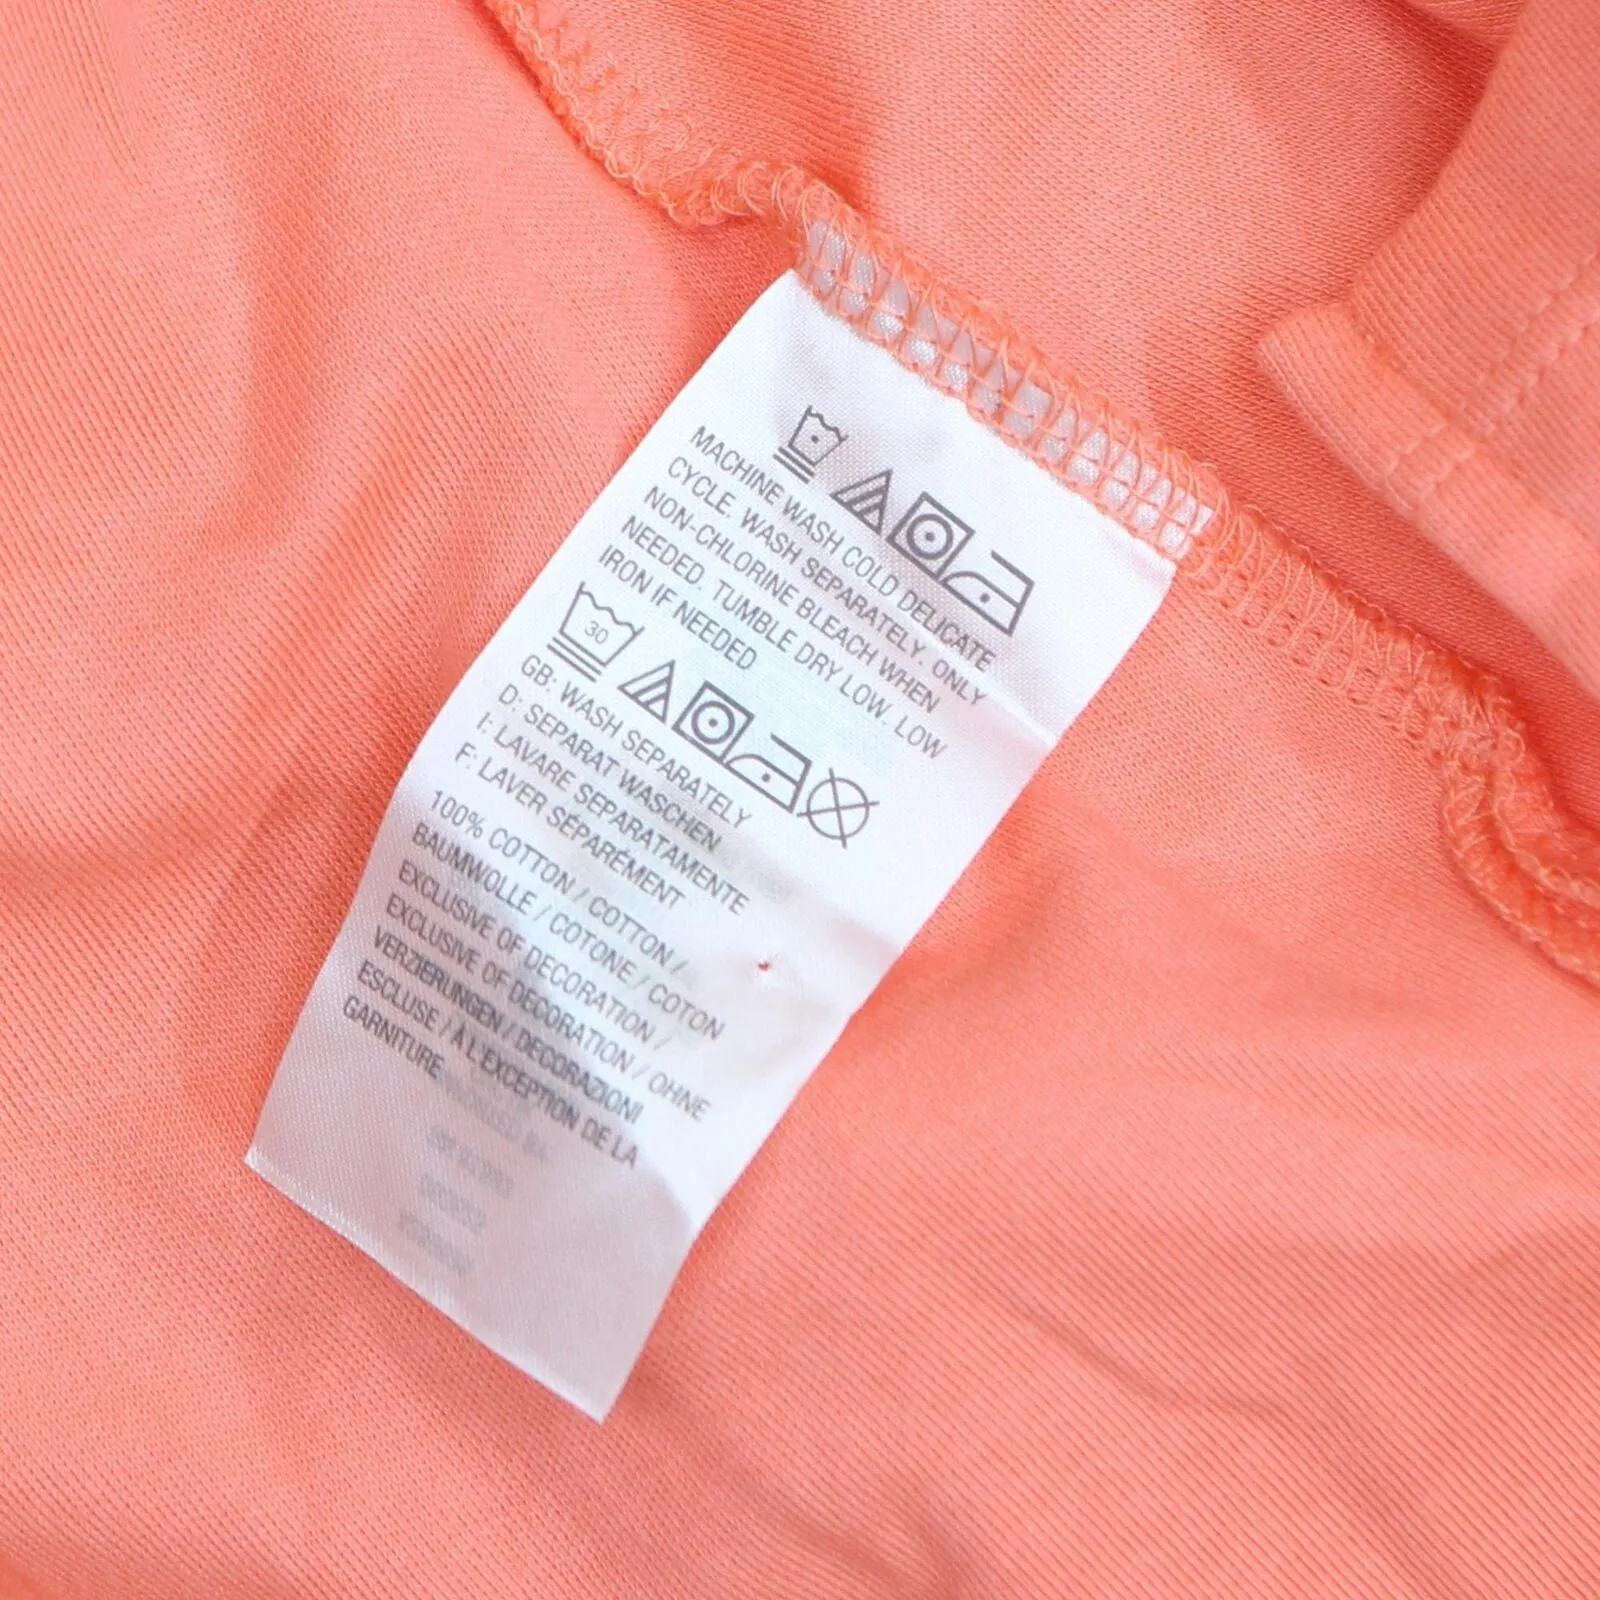 MACHINE WASH COLD DELICATE
CYCLE. WASH SEPARATELY. ONLY
NON-CHLORINE BLEACH WHEN
NEEDED. TUMBLE DRY LOW. LOW
IRON IF NEEDED
30
GB: WASH SEPARATELY
D: SEPARAT WASCHEN
I: LAVARE SEPARATAMENTE
F: LAVER SÉPARÉMENT
100% COTTON / COTTON /
BAUMWOLLE / COTONE / COTON
EXCLUSIVE OF DECORATION /
EXCLUSIVE OF DECORATION / OHNE
VERZIERUNGEN / DECORAZIONI
ESCLUSE / À L'EXCEPTION DE LA
GARNITURE